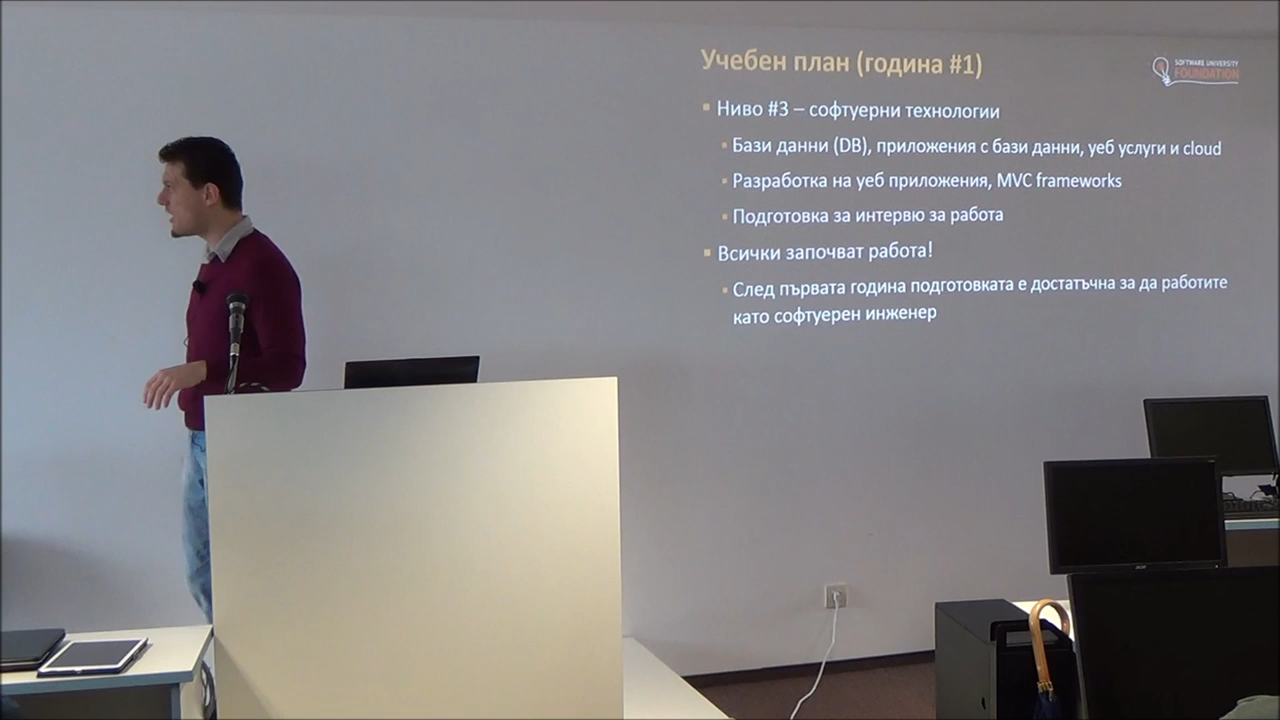 Учебен план (година #1)
SOFTWARE UNIVERSITY
FOUNDATION
Ниво #3 – софтуерни технологии
Бази данни (DB), приложения с бази данни, уеб услуги и cloud
Разработка на уеб приложения, MVC frameworks
Подготовка за интервю за работа
Всички започват работа!
След първата година подготовката е достатъчна за да работите
като софтуерен инженер
acer